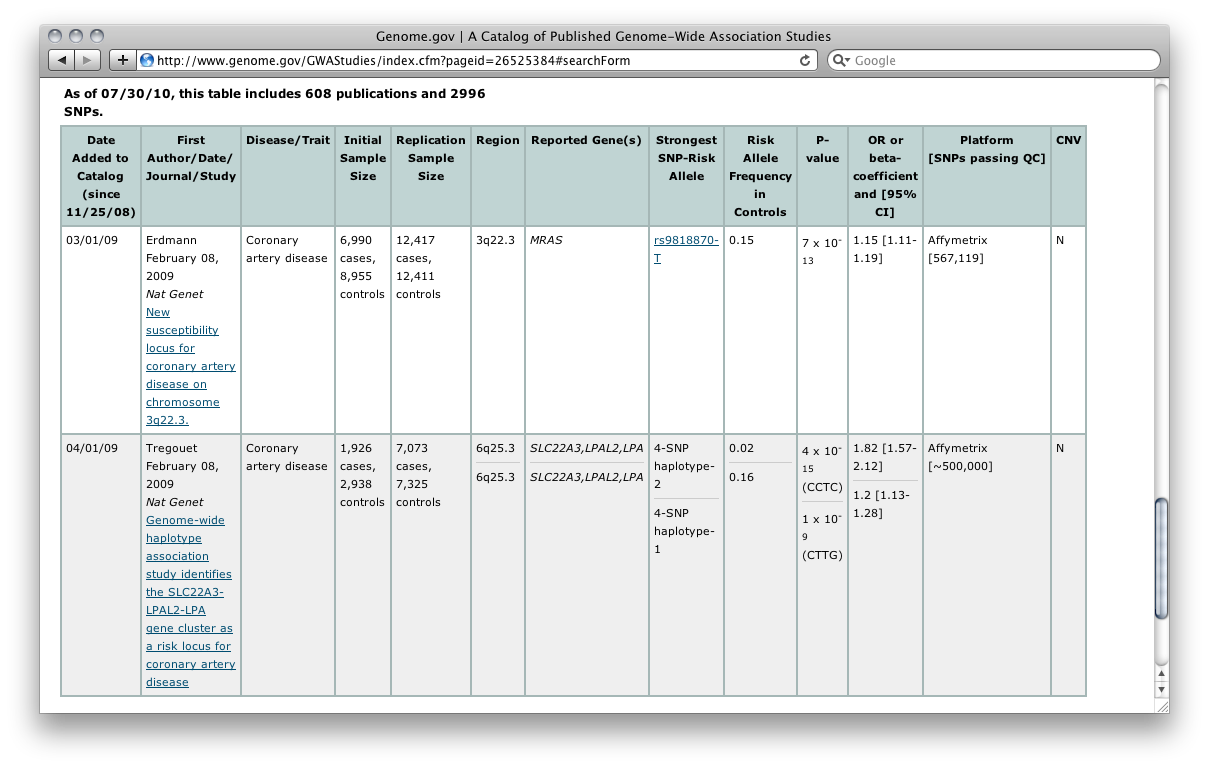 Genome.gov | A Catalog of Published Genome-Wide Association Studies
http://www.genome.gov/GWAStudies/index.cfm?pageid=26525384#searchForm
Google
As of 07/30/10, this table includes 608 publications and 2996
SNPs.
Date
Added to
Catalog
(since
11/25/08)
First
Author/Date/
Journal/Study
Disease/Trait
Initial
Sample
Size
Replication
Sample
Size
Region
Reported Gene(s)
Strongest
SNP-Risk
Allele
Risk
Allele
Frequency
in
Controls
P-
value
OR or
beta-
coefficient
and [95%
CI]
Platform
[SNPs passing QC]
CNV
03/01/09
Erdmann
February 08,
2009
Nat Genet
New
susceptibility
locus for
coronary artery
disease on
chromosome
3q22.3.
Coronary
artery disease
6,990
cases,
8,955
controls
12,417
cases,
12,411
controls
3q22.3
MRAS
rs9818870-
T
0.15
7 x 10-
13
1.15 [1.11-
1.19]
Affymetrix
[567,119]
N
04/01/09
Tregouet
February 08,
2009
Nat Genet
Genome-wide
haplotype
association
study identifies
the SLC22A3-
LPAL2-LPA
gene cluster as
a risk locus for
coronary artery
disease
Coronary
artery disease
1,926
cases,
2,938
controls
7,073
cases,
7,325
controls
6q25.3
6q25.3
SLC22A3,LPAL2,LPA
SLC22A3,LPAL2,LPA
4-SNP
haplotype-
2
4-SNP
haplotype-
1
0.02
0.16
4 x 10-
15
(CCTC)
1 x 10-
9
(CTTG)
1.82 [1.57-
2.12]
1.2 [1.13-
1.28]
Affymetrix
[~500,000]
N